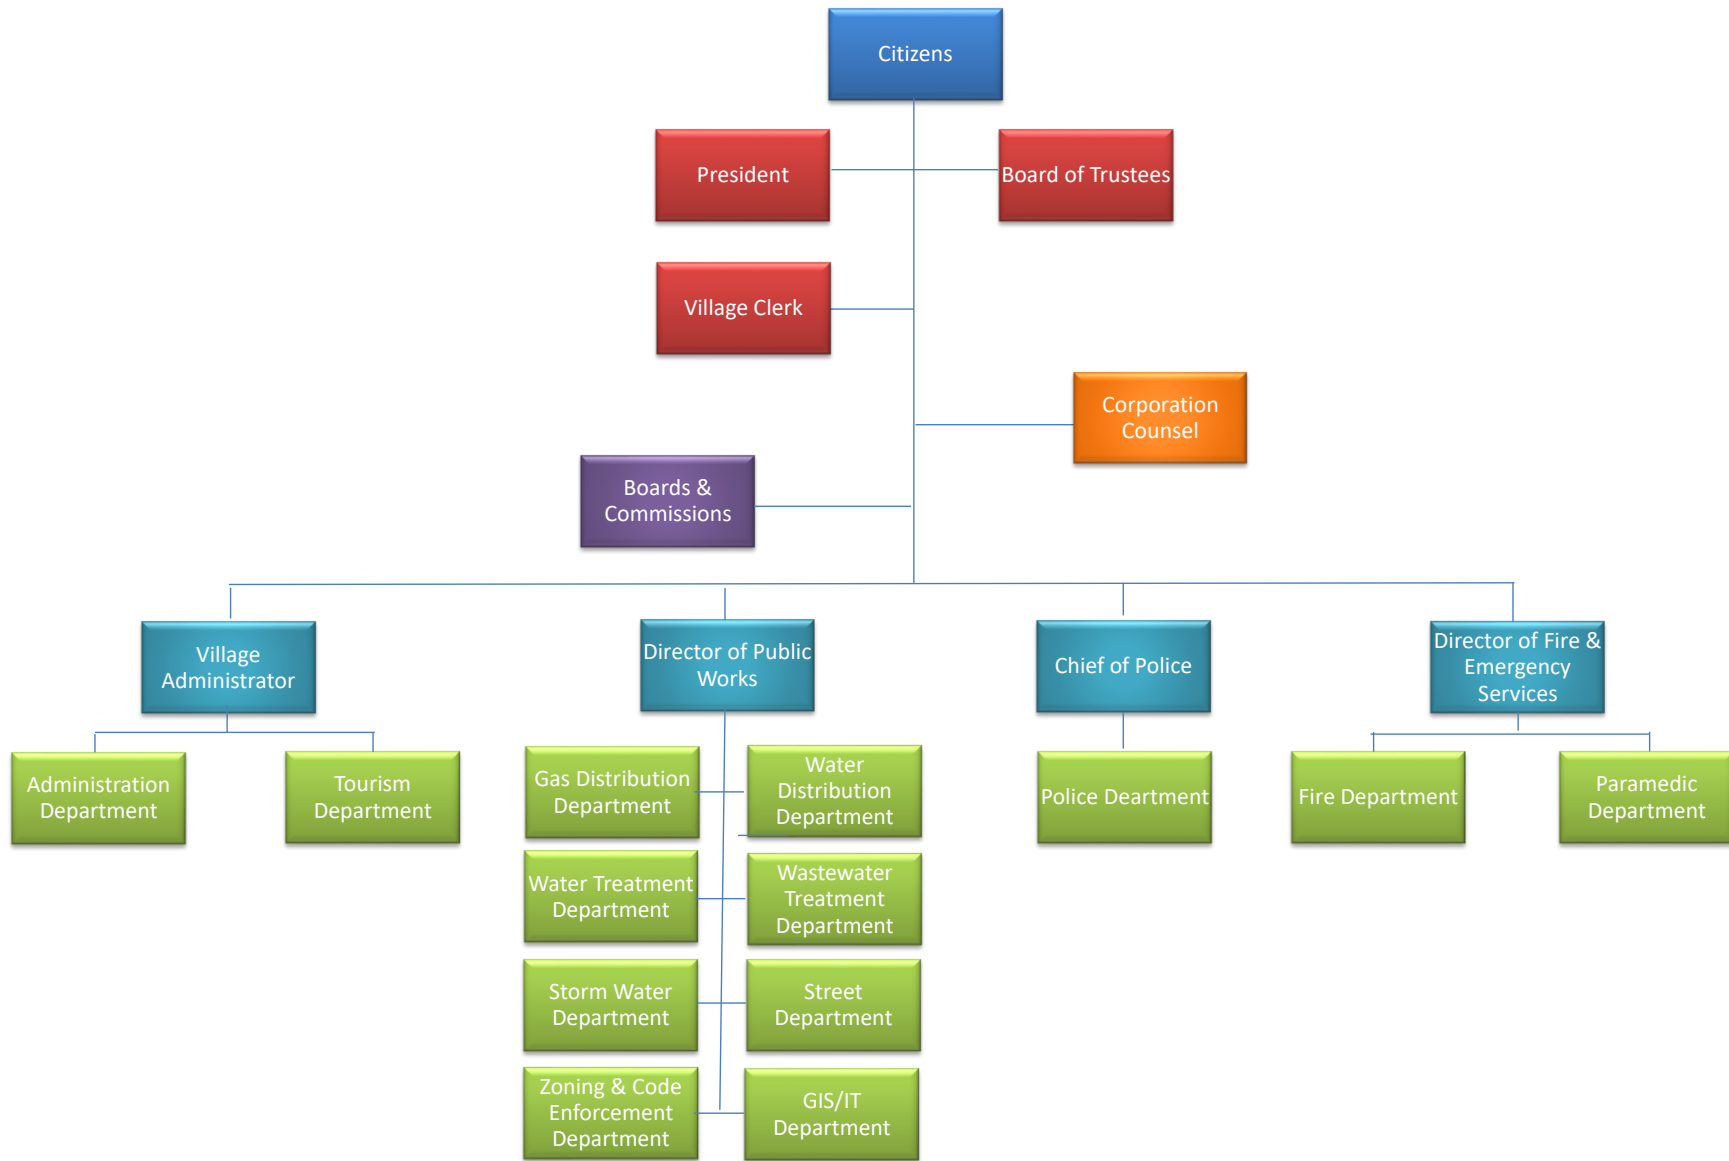 Citizens
President
Board of Trustees
Village Clerk
Corporation
Counsel
Boards &
Commissions
Village
Administrator
Director of Public
Works
Chief of Police
Director of Fire &
Emergency
Services
Administration
Department
Tourism
Department
Gas Distribution
Department
Water
Distribution
Department
Police Deartment
Fire Department
Paramedic
Department
Water Treatment
Department
Wastewater
Treatment
Department
Storm Water
Department
Street
Department
Zoning & Code
Enforcement
Department
GIS/IT
Department